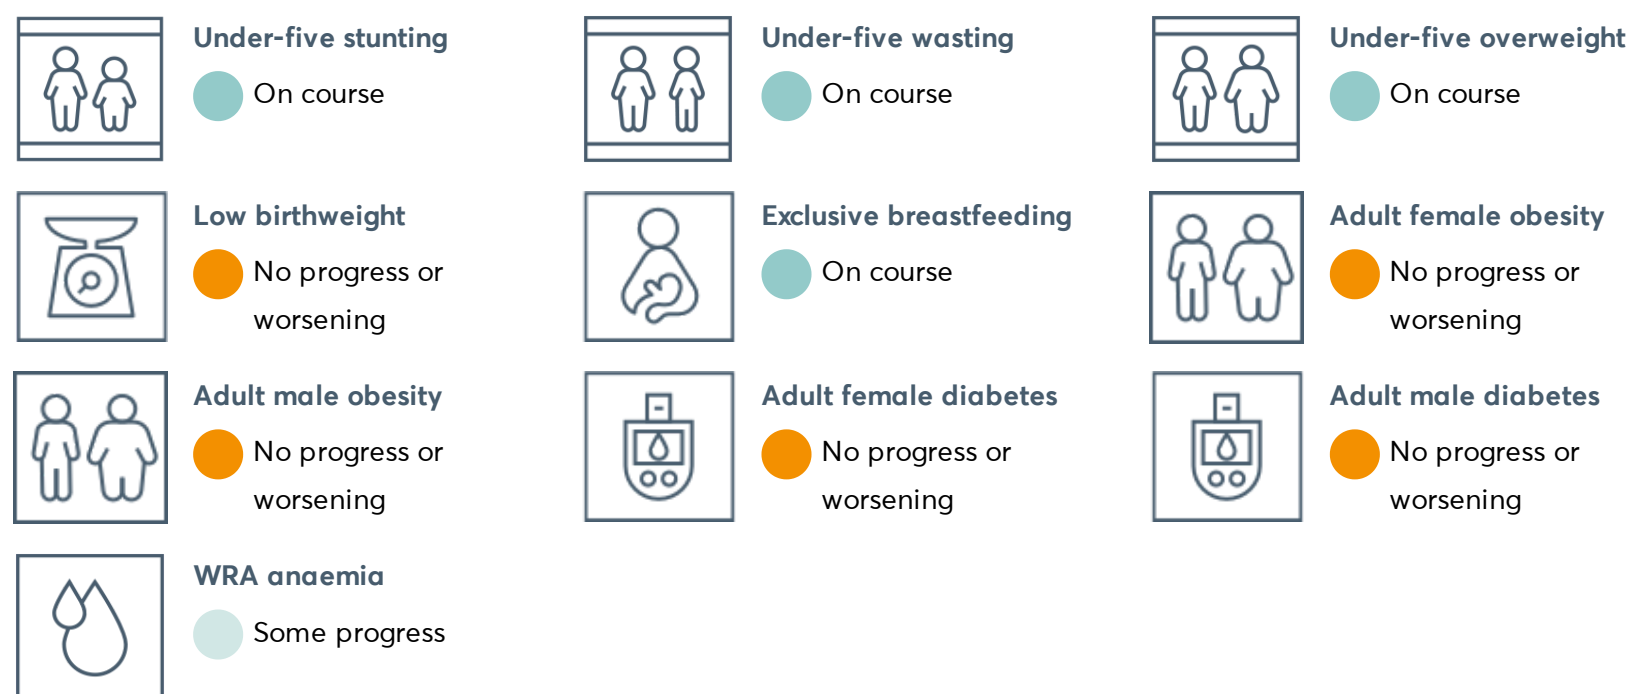 Under-five stunting
On course
Under-five wasting
On course
Under-five overweight
On course
Low birthweight
No progress or
worsening
Exclusive breastfeeding
On course
Adult female obesity
No progress or
worsening
Adult male obesity
No progress or
worsening
Adult female diabetes
No progress or
worsening
Adult male diabetes
No progress or
worsening
WRA anaemia
Some progress